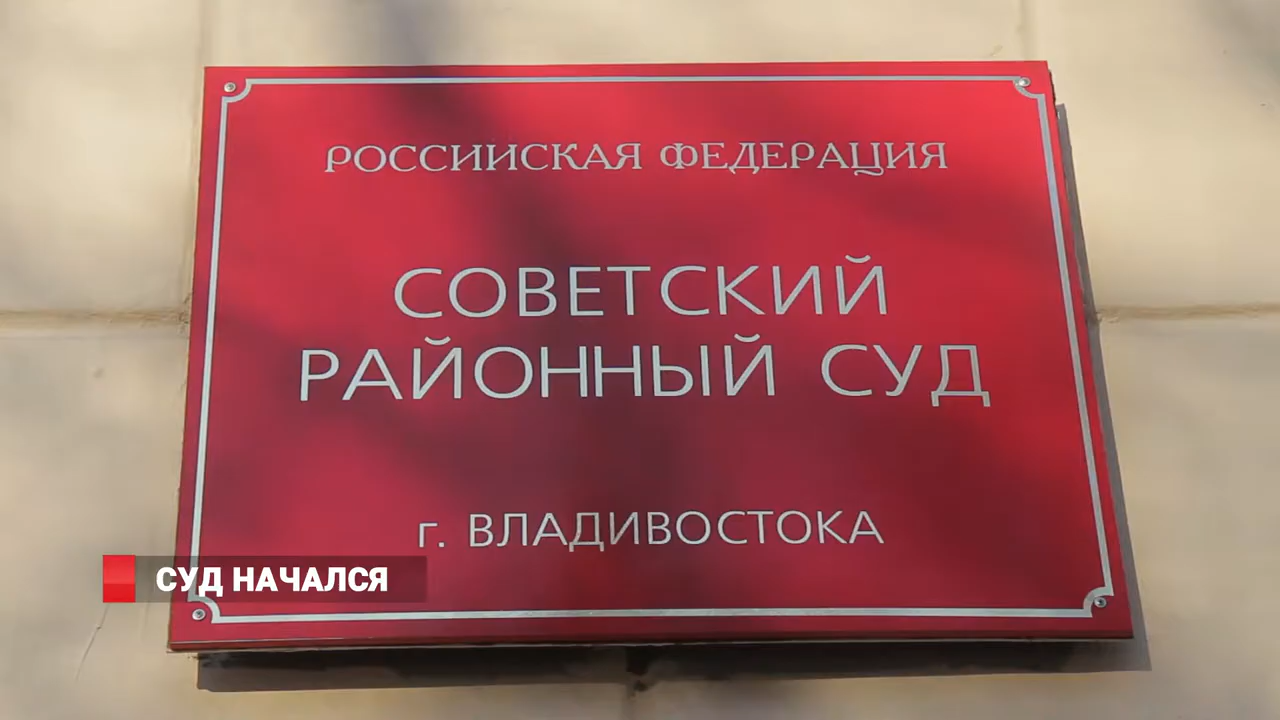 РОССИЙСКАЯ ФЕДЕРАЦИЯ
СОВЕТСКИЙ
РАЙОННЫЙ СУД
г. ВЛАДИВОСТОКА
СУД НАЧАЛСЯ